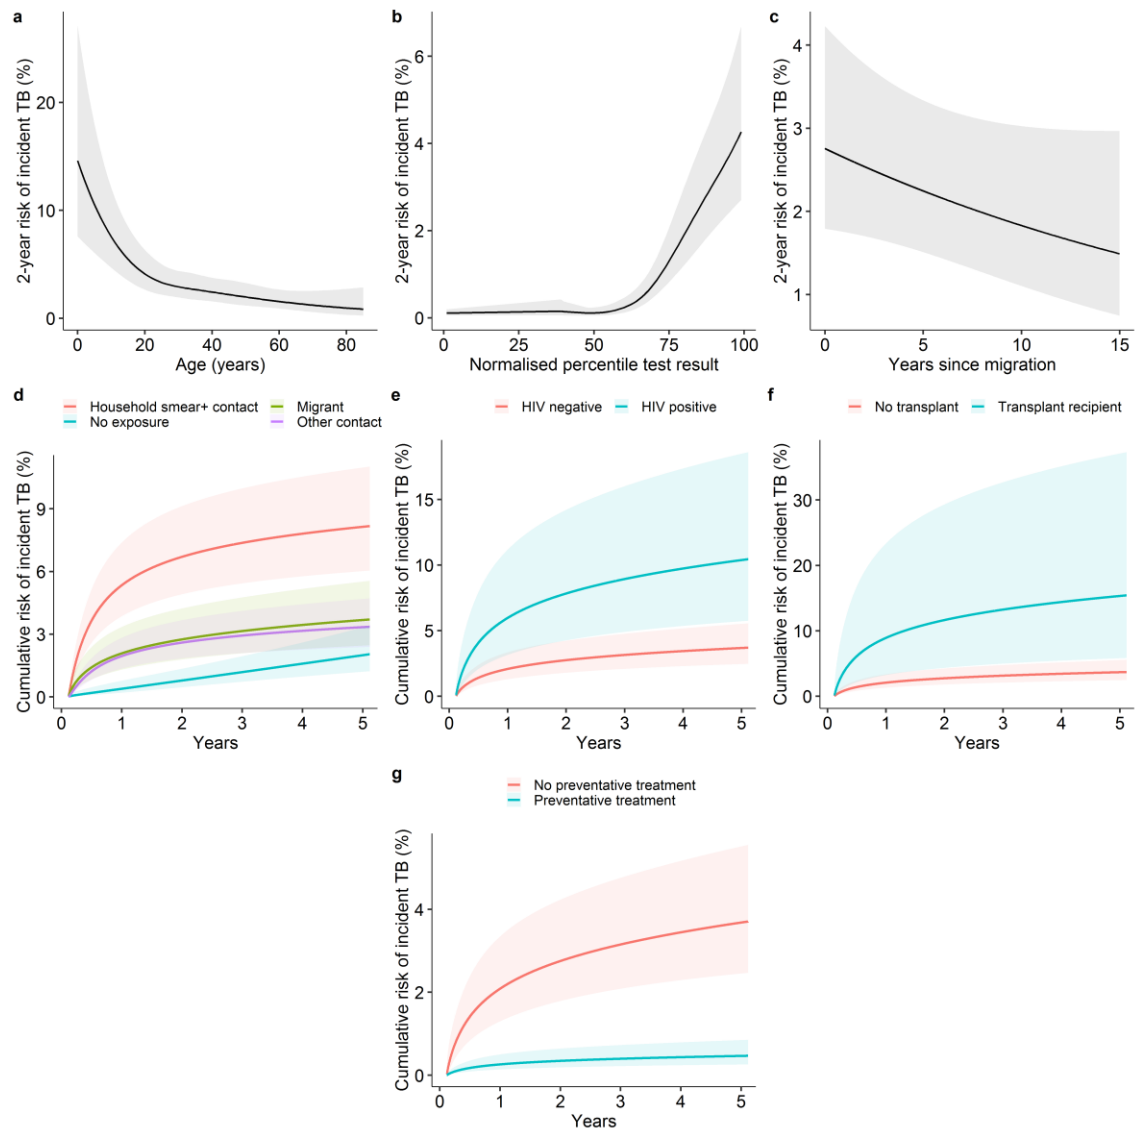 a
2-year risk of incident TB (%)
20
10
0
0 20 40 60 80
Age (years)
b
2-year risk of incident TB (%)
6
4
2
0
0 25 50 75 100
Normalised percentile test result
c
2-year risk of incident TB (%)
4
3
2
1
0 5 10 15
Years since migration
d
Household smear+ contact Migrant
No exposure Other contact
Cumulative risk of incident TB (%)
9
6
3
0
0 1 2 3 4 5
Years
e
HIV negative HIV positive
Cumulative risk of incident TB (%)
15
10
5
0
0 1 2 3 4 5
Years
f
No transplant Transplant recipient
Cumulative risk of incident TB (%)
30
20
10
0
0 1 2 3 4 5
Years
g
No preventative treatment
Preventative treatment
Cumulative risk of incident TB (%)
4
2
0
0 1 2 3 4 5
Years